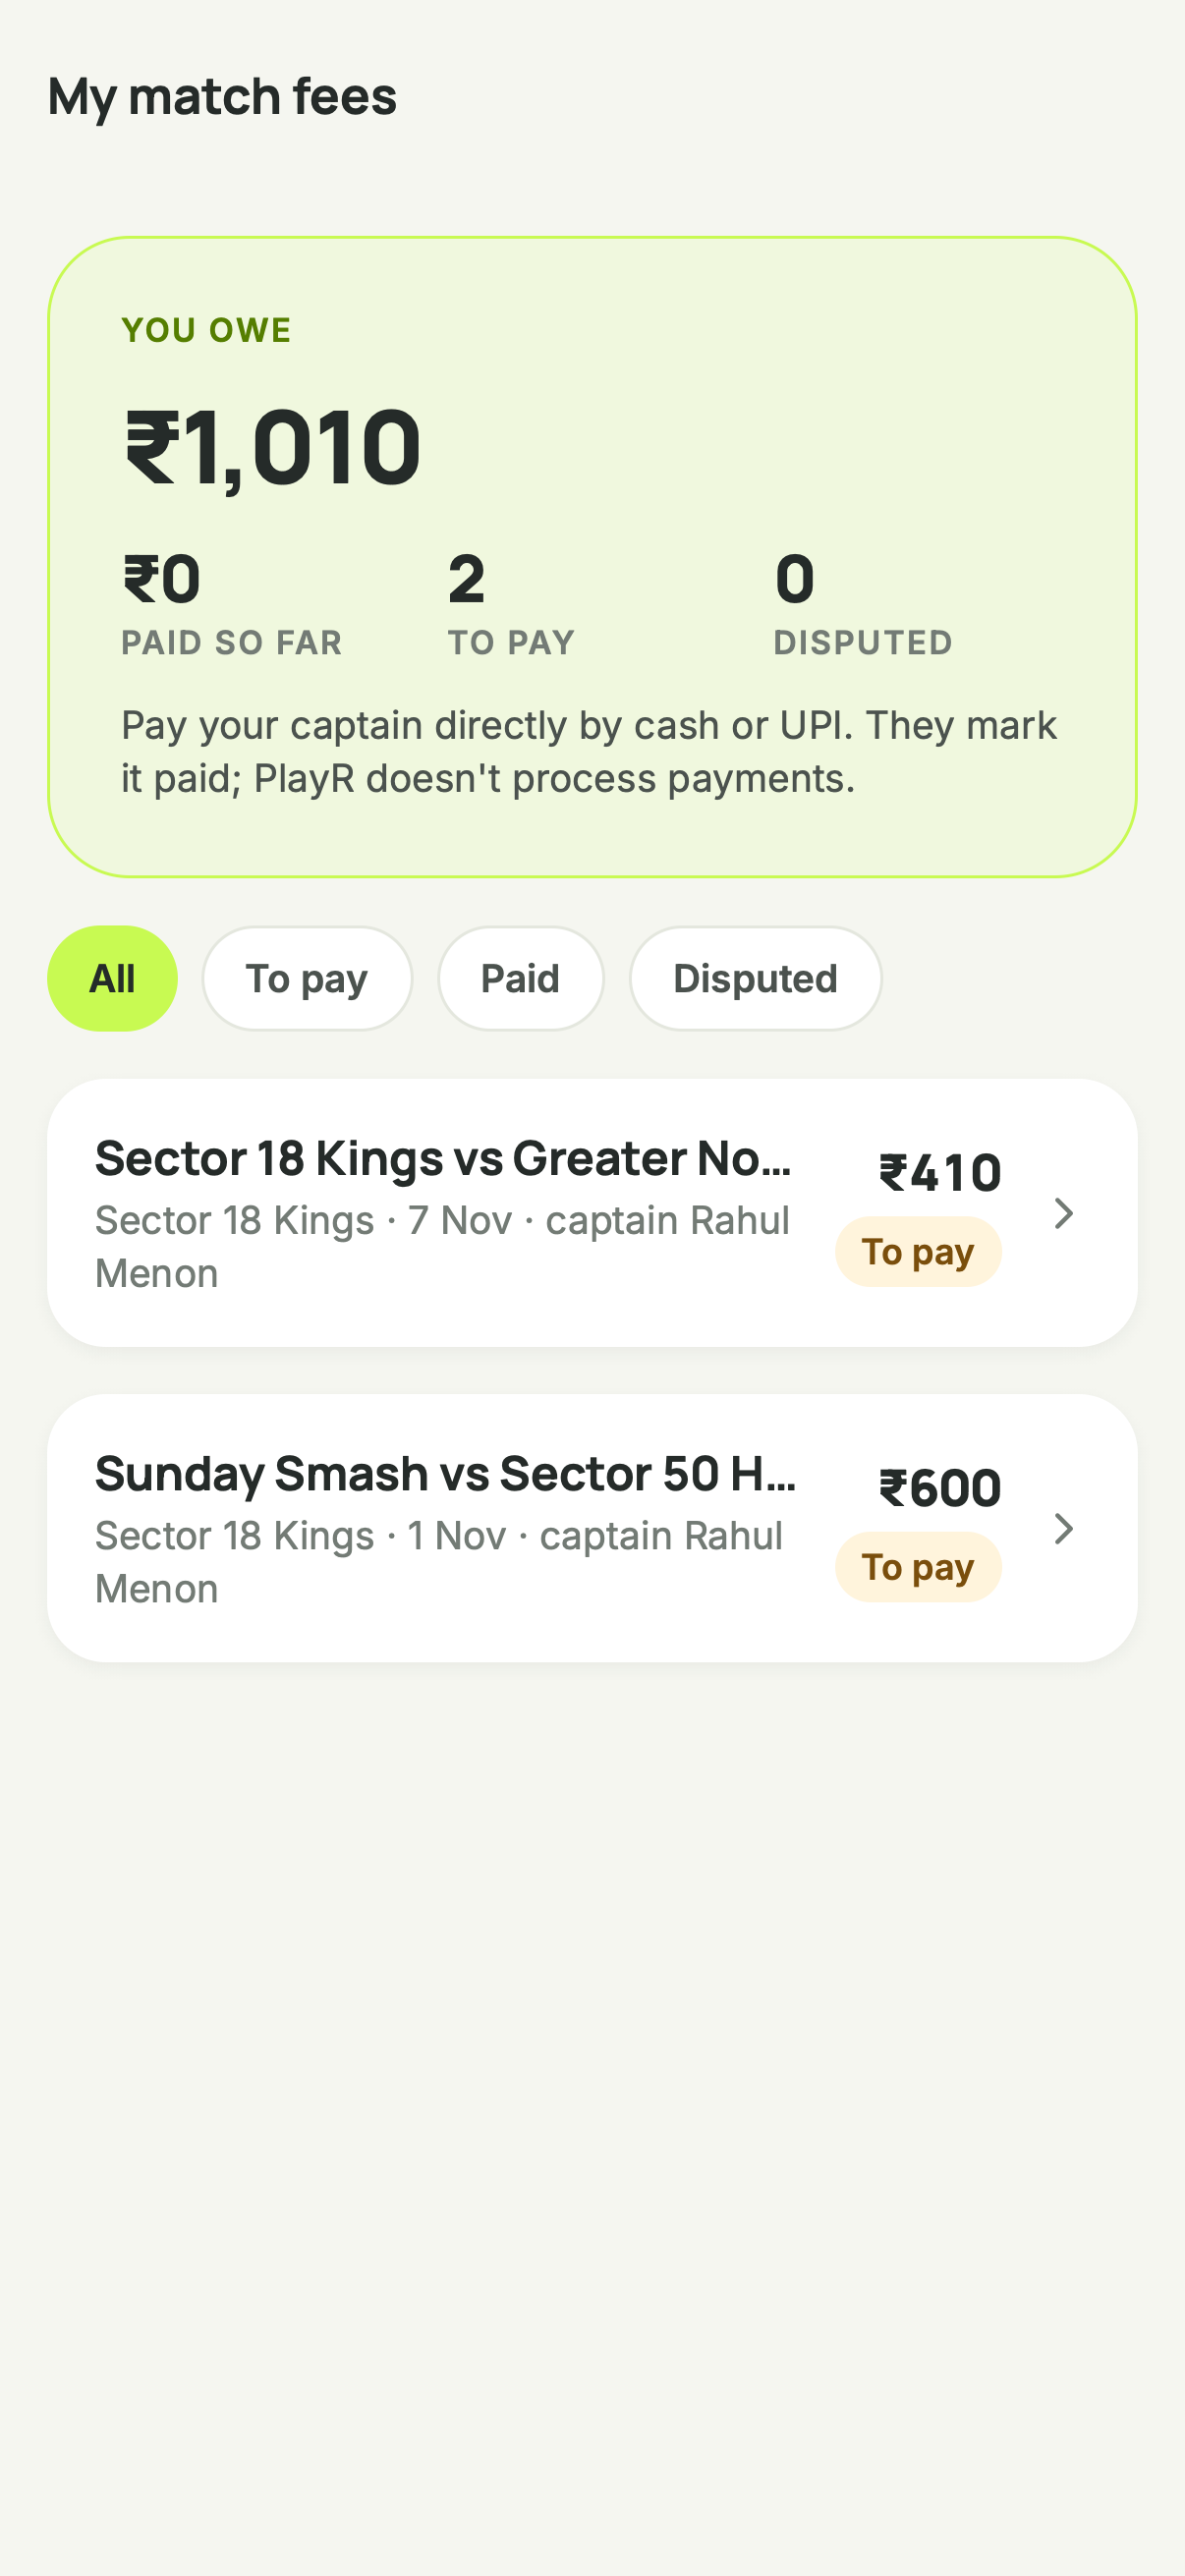 My match fees
YOU OWE
₹1,010
₹0 2 0
PAID SO FAR TO PAY DISPUTED
Pay your captain directly by cash or UPI. They mark
it paid; PlayR doesn't process payments.
All To pay Paid Disputed
Sector 18 Kings vs Greater No...
₹410
Sector 18 Kings · 7 Nov · captain Rahul
Menon
To pay
Sunday Smash vs Sector 50 H...
₹600
Sector 18 Kings · 1 Nov · captain Rahul
Menon
To pay